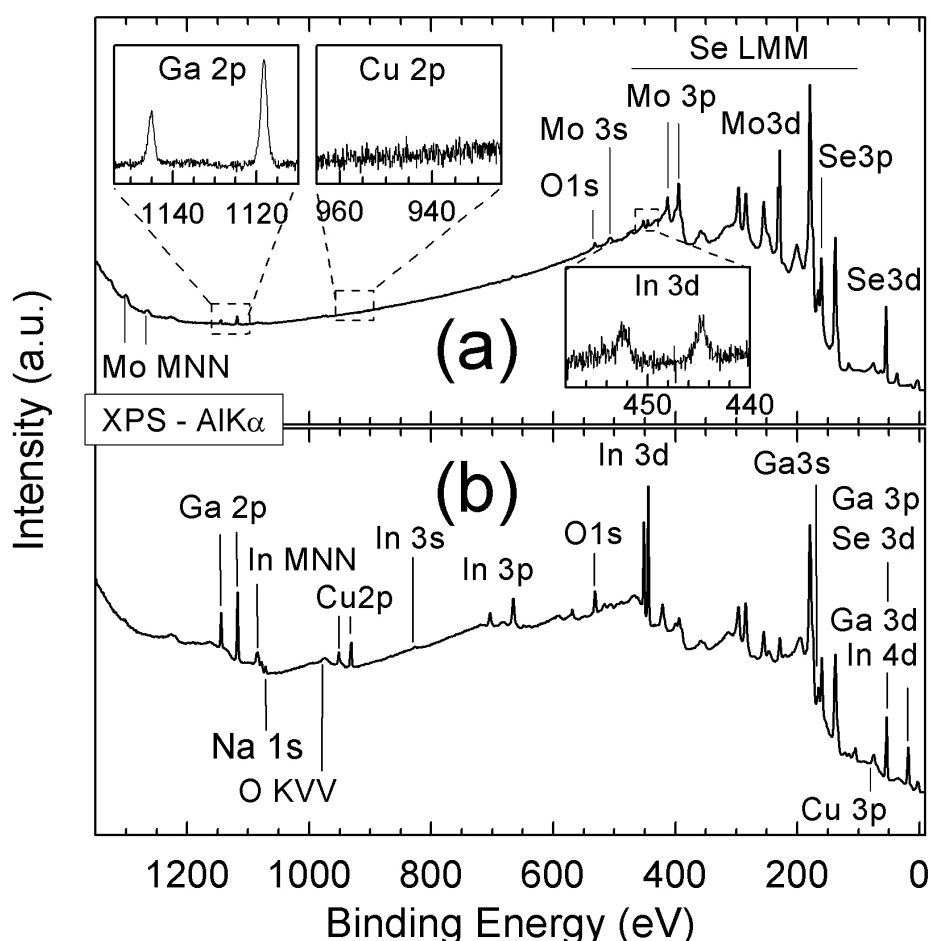 Ga 2p
Cu 2p
Se LMM
Mo 3p
Mo 3s
Mo3d
O1s
Se3p
1140 1120
960 940
Se3d
In 3d
(a)
Mo MNN
450 440
Intensity (a.u.)
XPS - AlKα
(b)
In 3d
Ga3s
Ga 2p
Ga 3p
In 3s
O1s
Se 3d
In MNN
In 3p
Cu2p
Ga 3d
In 4d
Na 1s
O KVV
Cu 3p
1200 1000 800 600 400 200 0
Binding Energy (eV)